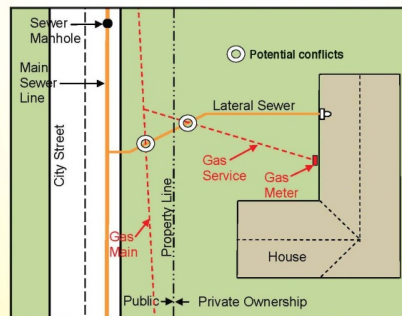 Sewer
Manhole
Potential conflicts
Main
Sewer
Line
Lateral Sewer
City Street
Gas
Service
Gas
Meter
Property Line
Gas
Main
House
Public
Private Ownership